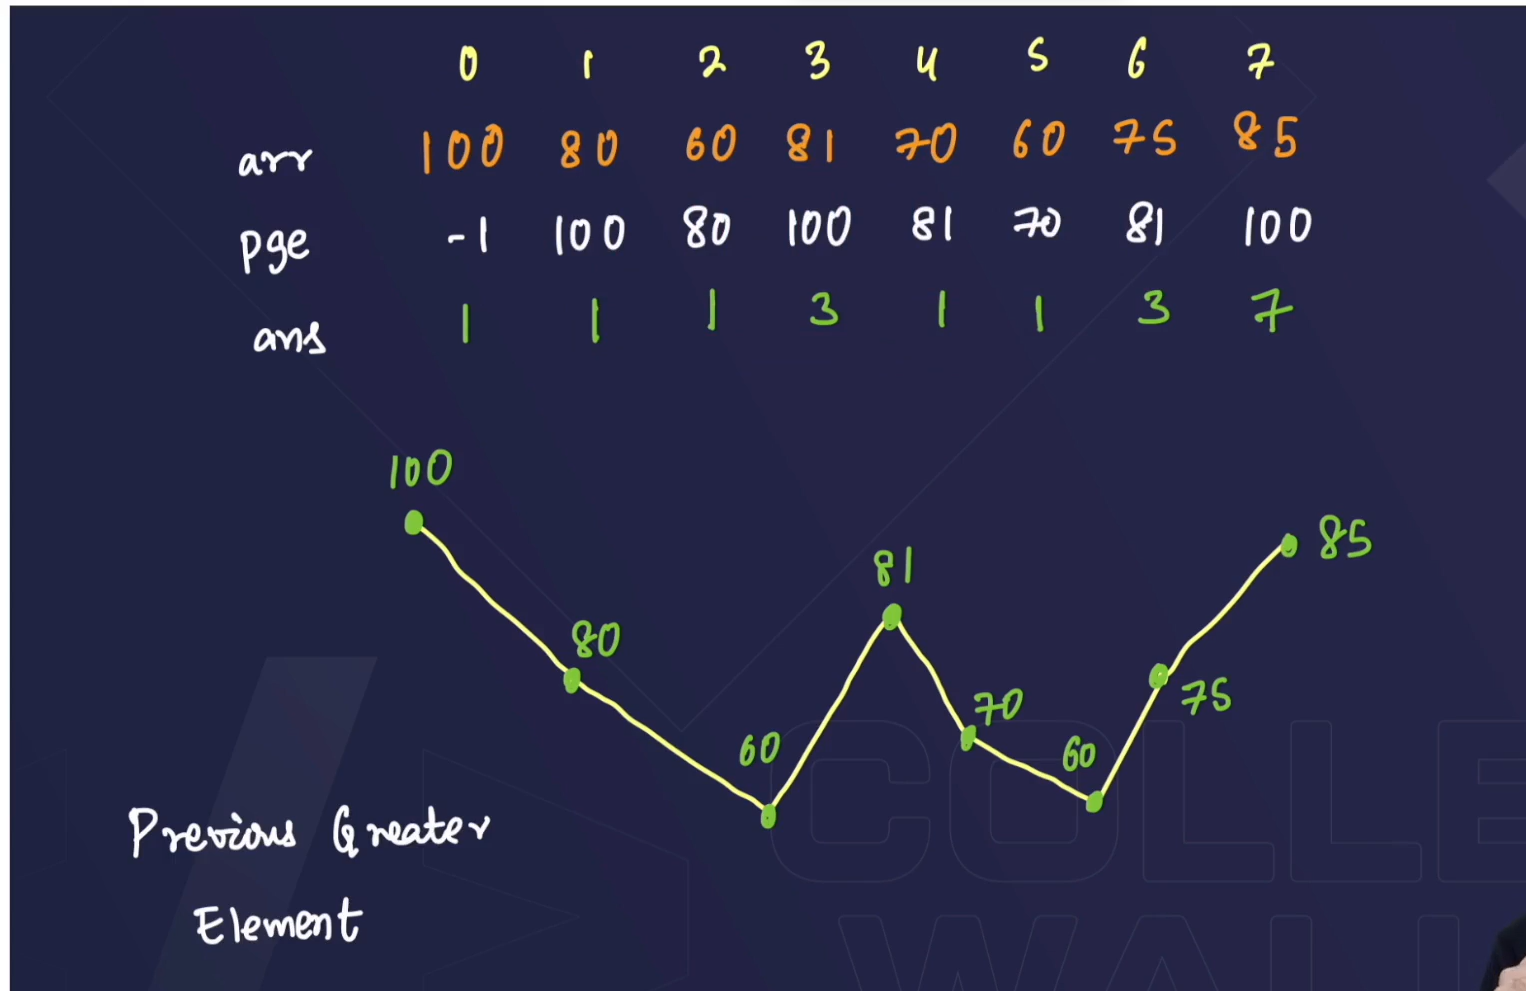 0 1 2 3 4 5 6 7
arr 100 80 60 81 70 60 75 85
pge -1 100 80 100 81 70 81 100
ans 1 1 1 3 1 1 3 7
100
85
81
80
75
70
60
60
Previous Greater
Element
COLLE
WALL